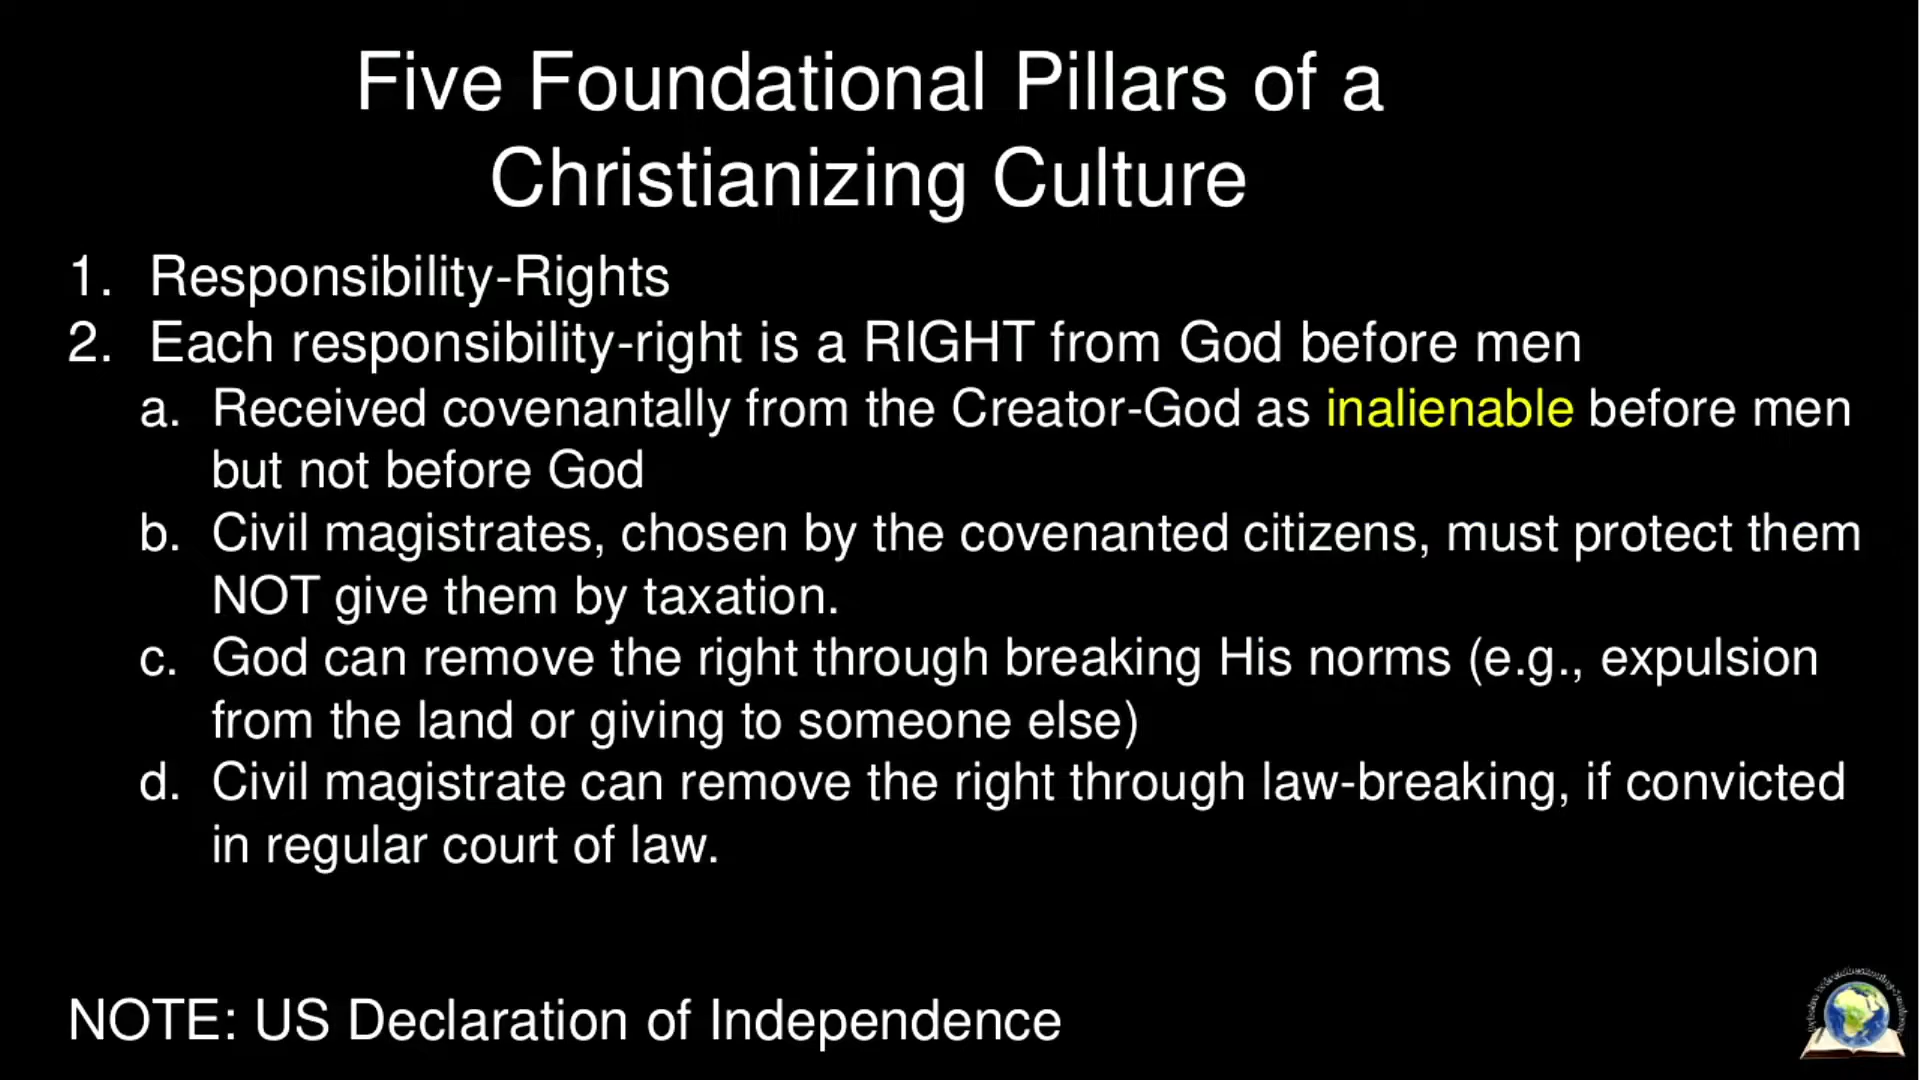 Five Foundational Pillars of a
Christianizing Culture
1. Responsibility-Rights
2. Each responsibility-right is a RIGHT from God before men
a. Received covenantally from the Creator-God as inalienable before men
but not before God
b. Civil magistrates, chosen by the covenanted citizens, must protect them
NOT give them by taxation.
c. God can remove the right through breaking His norms (e.g., expulsion
from the land or giving to someone else)
d. Civil magistrate can remove the right through law-breaking, if convicted
in regular court of law.
NOTE: US Declaration of Independence